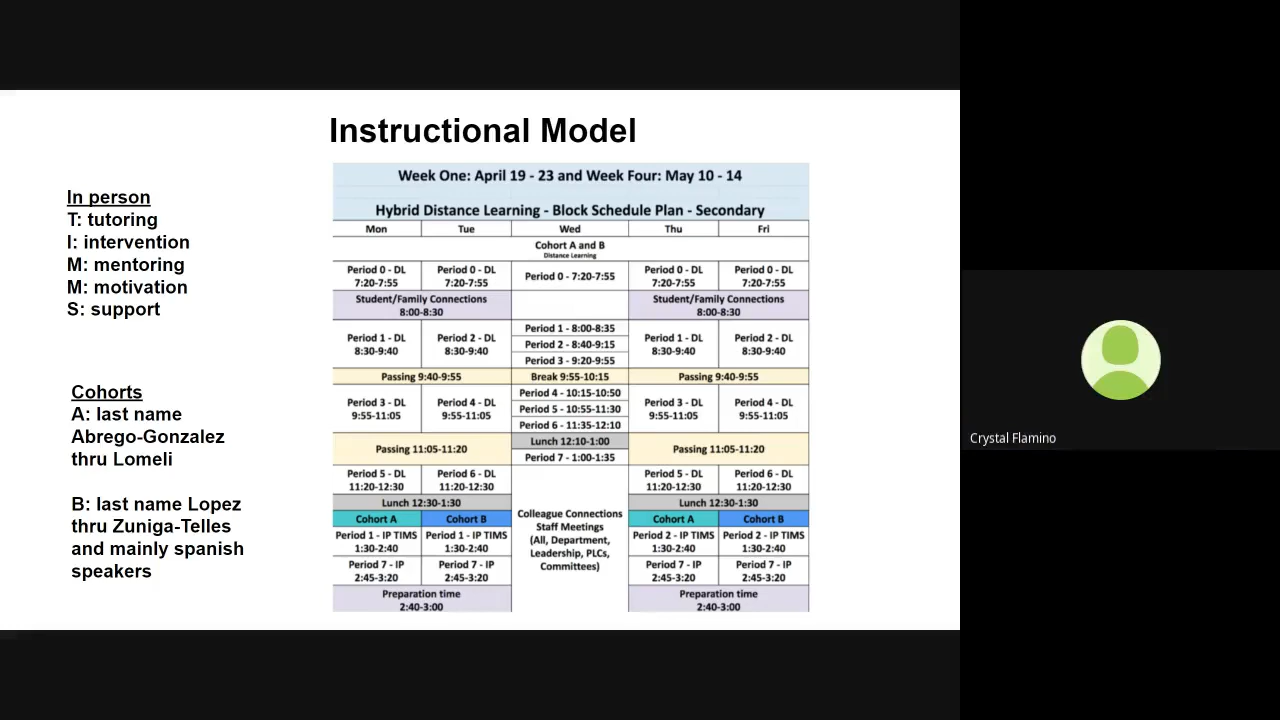 Instructional Model
In person
T: tutoring
I: intervention
M: mentoring
M: motivation
S: support
Cohorts
A: last name
Abrego-Gonzalez
thru Lomeli
B: last name Lopez
thru Zuniga-Telles
and mainly spanish
speakers
Week One: April 19 - 23 and Week Four: May 10 - 14
Hybrid Distance Learning - Block Schedule Plan - Secondary
Mon Tue Wed Thu Fri
Cohort A and B
Distance Learning
Period 0 - DL Period 0 - DL Period 0 - 7:20-7:55 Period 0 - DL Period 0 - DL
7:20-7:55 7:20-7:55 7:20-7:55 7:20-7:55
Student/Family Connections Student/Family Connections
8:00-8:30 8:00-8:30
Period 1 - 8:00-8:35
Period 1 - DL Period 2 - DL Period 2 - 8:40-9:15 Period 1 - DL Period 2 - DL
8:30-9:40 8:30-9:40 8:30-9:40 8:30-9:40
Period 3 - 9:20-9:55
Passing 9:40-9:55 Break 9:55-10:15 Passing 9:40-9:55
Period 4 - 10:15-10:50
Period 3 - DL Period 4 - DL Period 5 - 10:55-11:30 Period 3 - DL Period 4 - DL
9:55-11:05 9:55-11:05 9:55-11:05 9:55-11:05
Period 6 - 11:35-12:10
Passing 11:05-11:20 Lunch 12:10-1:00 Passing 11:05-11:20
Period 7 - 1:00-1:35
Period 5 - DL Period 6 - DL Period 5 - DL Period 6 - DL
11:20-12:30 11:20-12:30 11:20-12:30 11:20-12:30
Lunch 12:30-1:30 Lunch 12:30-1:30
Cohort A Cohort B Cohort A Cohort B
Colleague Connections
Staff Meetings
(All, Department,
Leadership, PLCs,
Committees)
Period 1 - IP TIMS Period 1 - IP TIMS Period 2 - IP TIMS Period 2 - IP TIMS
1:30-2:40 1:30-2:40 1:30-2:40 1:30-2:40
Period 7 - IP Period 7 - IP Period 7 - IP Period 7 - IP
2:45-3:20 2:45-3:20 2:45-3:20 2:45-3:20
Preparation time Preparation time
2:40-3:00 2:40-3:00
Crystal Flamino